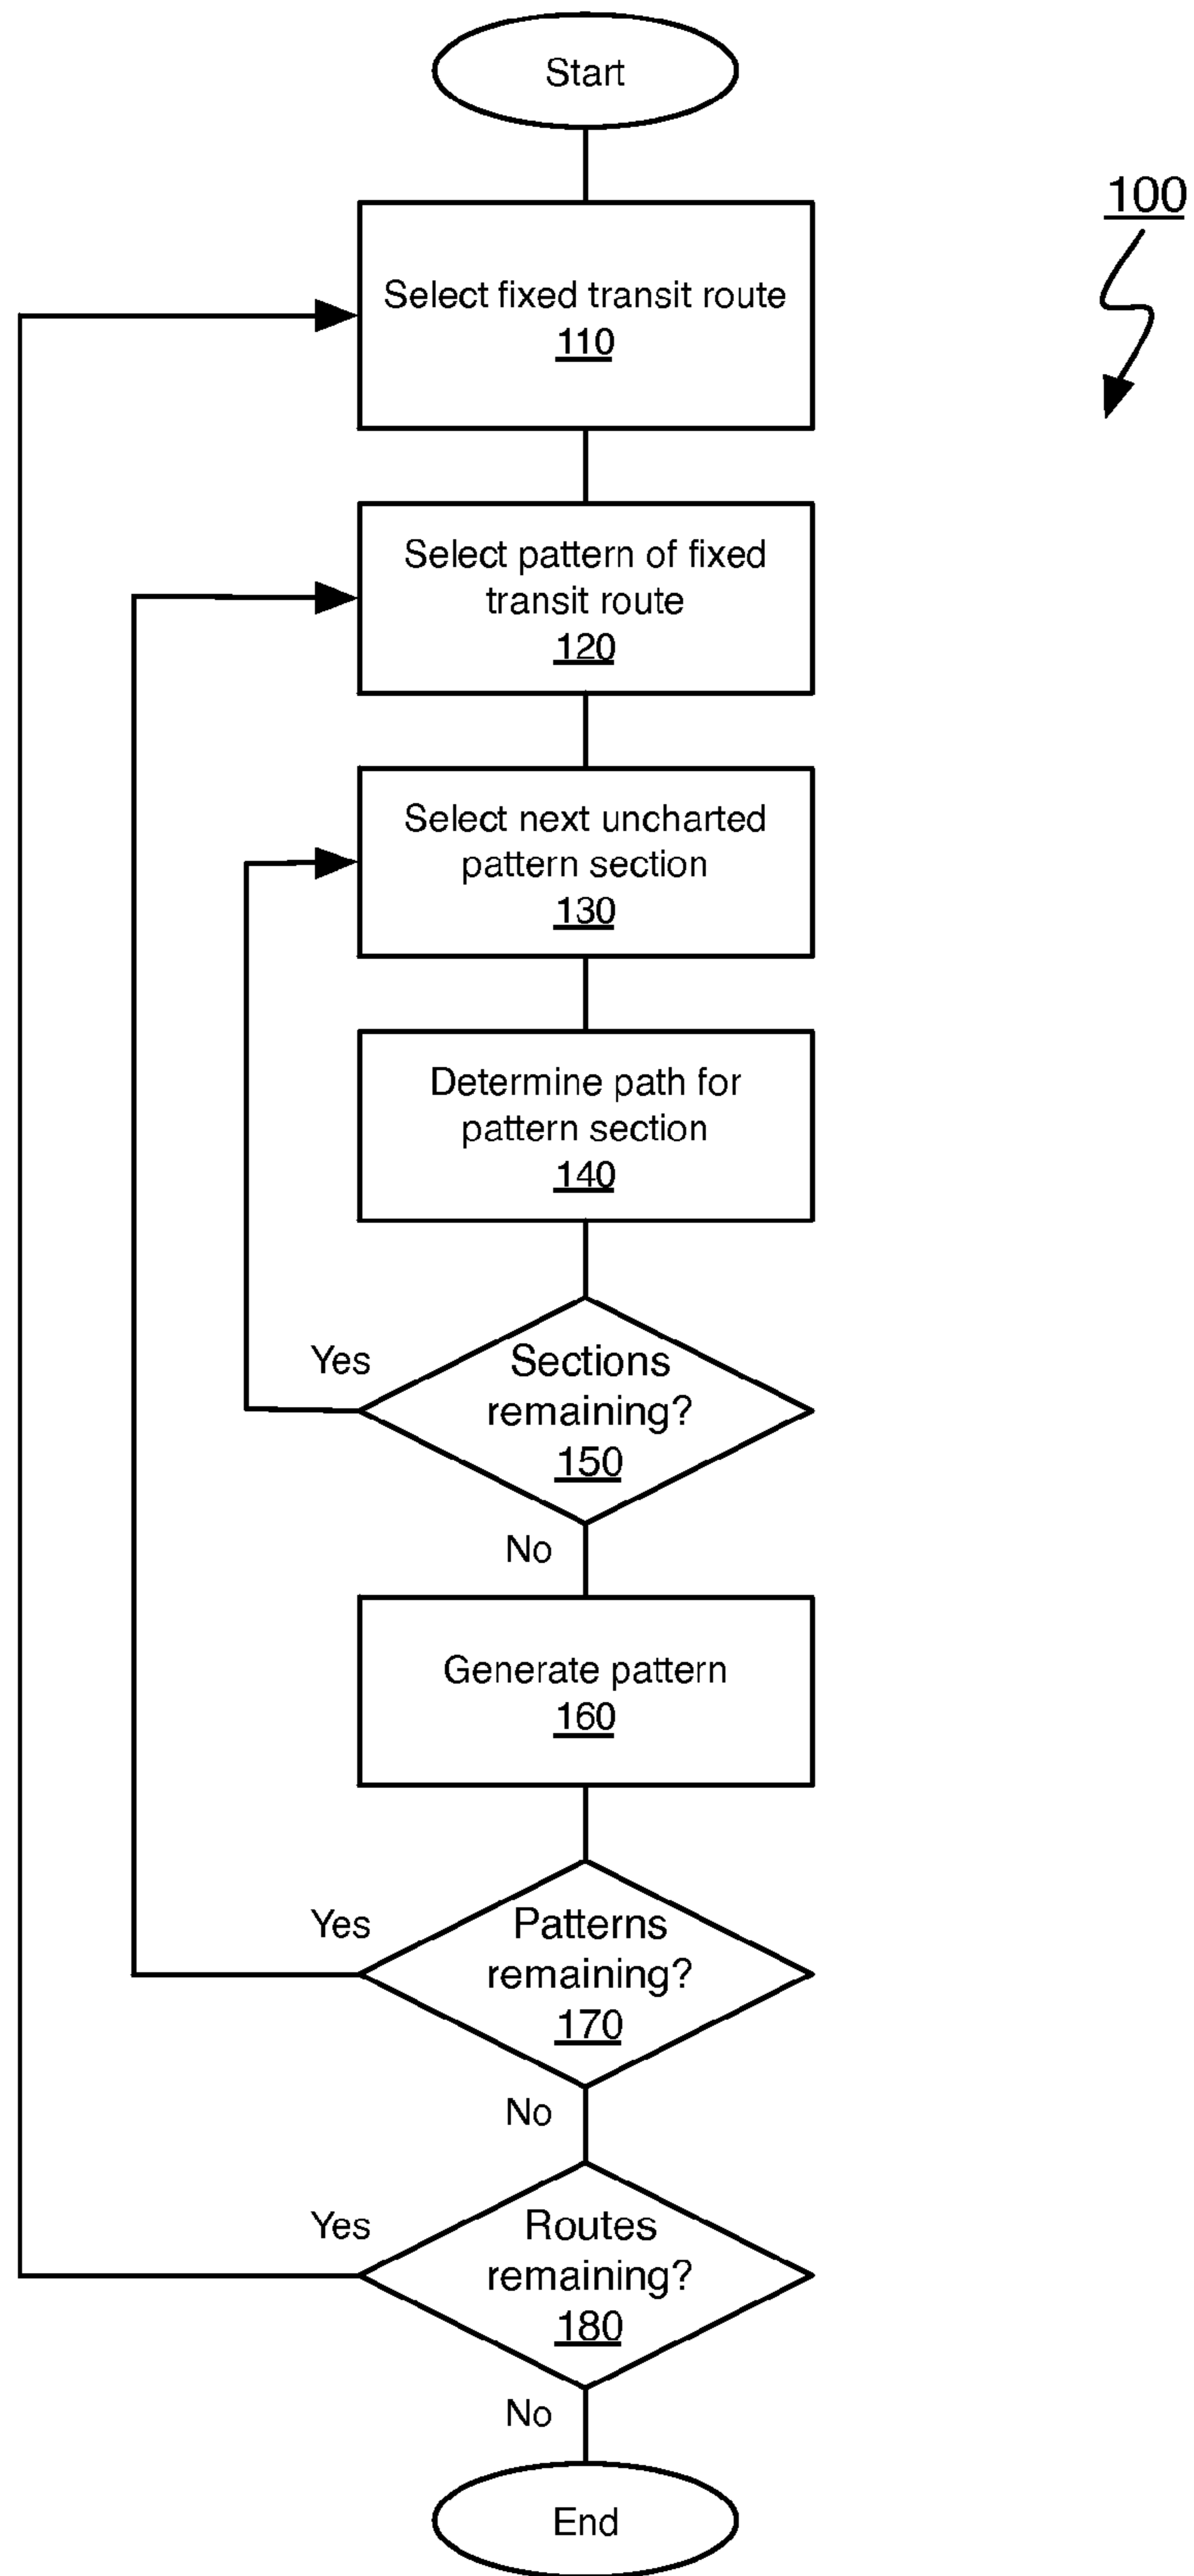 Start
100
Select fixed transit route
110
Select pattern of fixed
transit route
120
Select next uncharted
pattern section
130
Determine path for
pattern section
140
Yes
Sections
remaining?
150
No
Generate pattern
160
Yes
Patterns
remaining?
170
No
Yes
Routes
remaining?
180
No
End